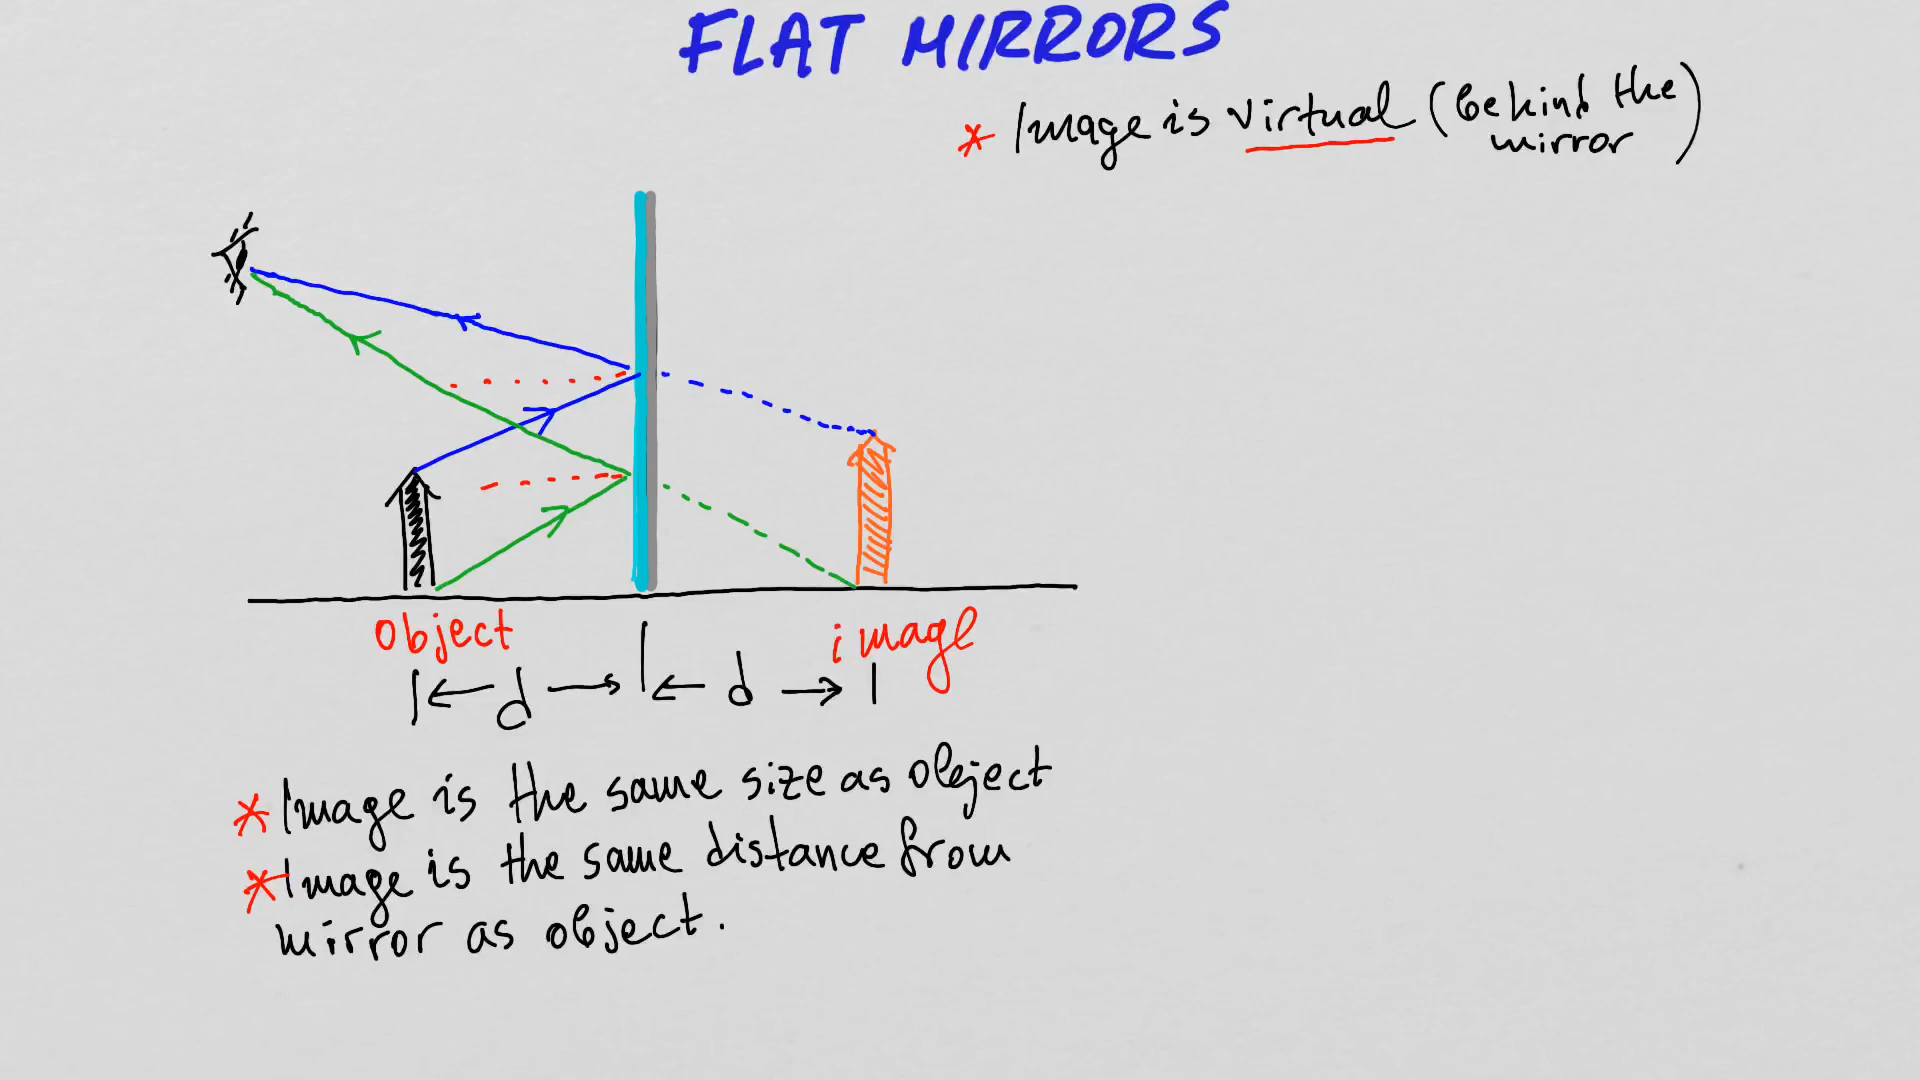 FLAT MIRRORS
* Image is virtual (behind the
mirror)
object
image
d d
* Image is the same size as object
* Image is the same distance from
mirror as object.